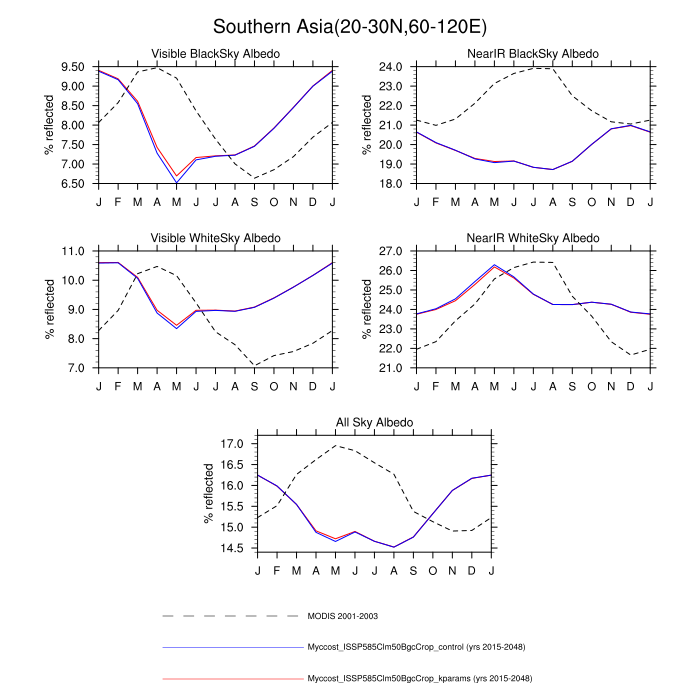 Southern Asia(20-30N,60-120E)
Visible BlackSky Albedo
% reflected
9.50
9.00
8.50
8.00
7.50
7.00
6.50
J F M A M J J A S O N D J
NearIR BlackSky Albedo
% reflected
24.0
23.0
22.0
21.0
20.0
19.0
18.0
J F M A M J J A S O N D J
Visible WhiteSky Albedo
% reflected
11.0
10.0
9.0
8.0
7.0
J F M A M J J A S O N D J
NearIR WhiteSky Albedo
% reflected
27.0
26.0
25.0
24.0
23.0
22.0
21.0
J F M A M J J A S O N D J
All Sky Albedo
% reflected
17.0
16.5
16.0
15.5
15.0
14.5
J F M A M J J A S O N D J
MODIS 2001-2003
Myccost_ISSP585Clm50BgcCrop_control (yrs 2015-2048)
Myccost_ISSP585Clm50BgcCrop_kparams (yrs 2015-2048)